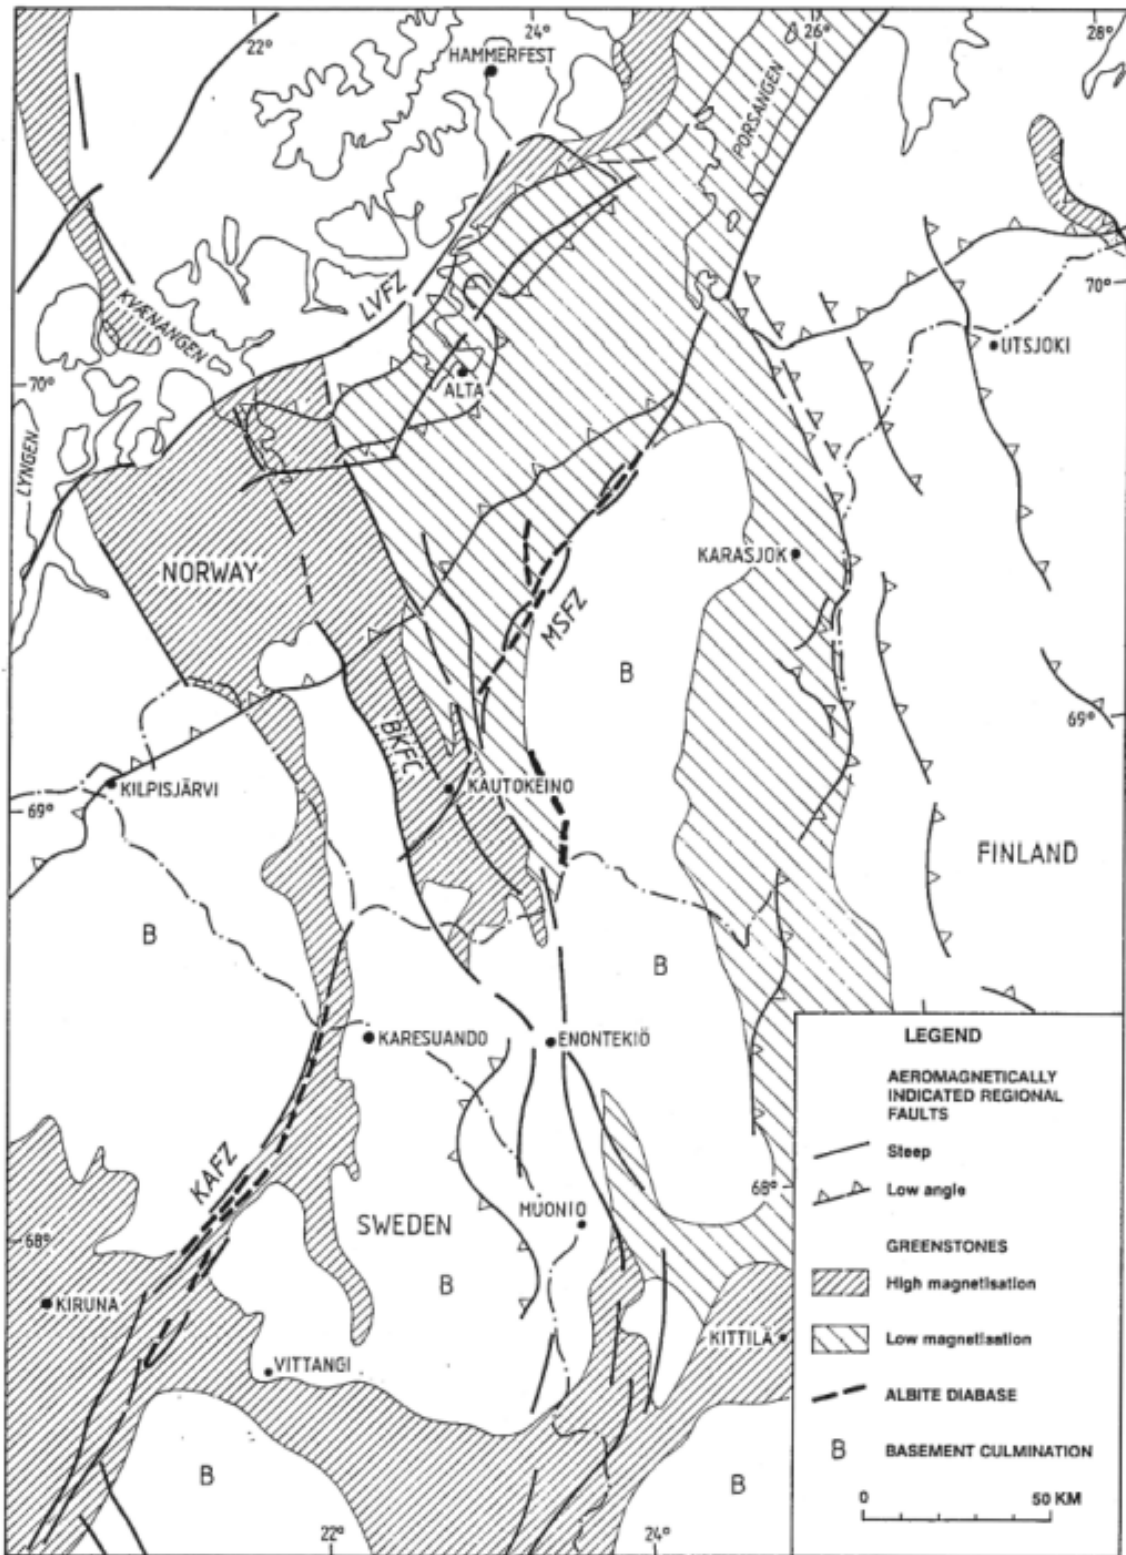 22°
24°
26°
28°
HAMMERFEST
PORSANGEN
KVÆNANGEN
LVFZ
70°
UTSJOKI
70°
ALTA
LYNGEN
NORWAY
KARASJOK
MSFZ
B
69°
BKFC
KILPISJÄRVI
KAUTOKEINO
69°
FINLAND
B
B
KARESUANDO
ENONTEKIÖ
KAFZ
68°
MUONIO
SWEDEN
68°
B
KIRUNA
KITTILÄ
VITTANGI
B
B
22°
24°
LEGEND
AEROMAGNETICALLY
INDICATED REGIONAL
FAULTS
Steep
Low angle
GREENSTONES
High magnetisation
Low magnetisation
ALBITE DIABASE
B BASEMENT CULMINATION
0 50 KM